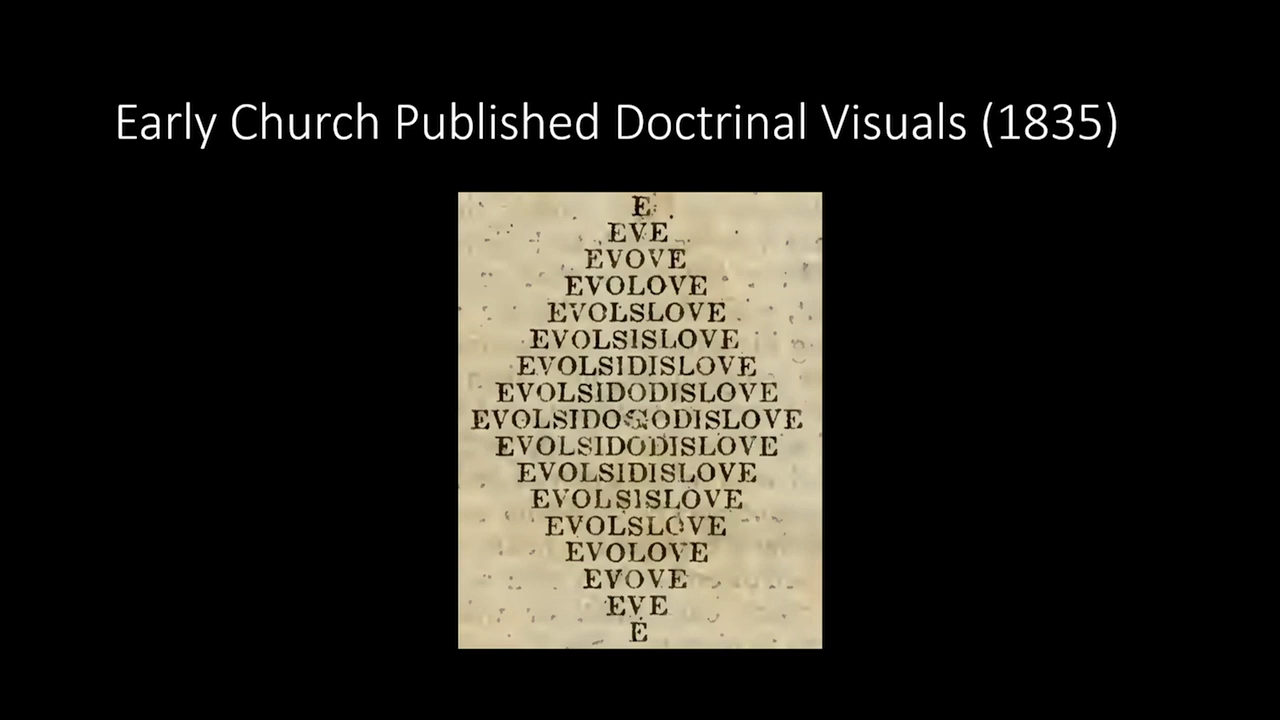 Early Church Published Doctrinal Visuals (1835)
E
EVE
EVOVE
EVOLOVE
EVOLSLOVE
EVOLSISLOVE
EVOLSIDISLOVE
EVOLSIDODISLOVE
EVOLSIDOGODISLOVE
EVOLSIDODISLOVE
EVOLSIDISLOVE
EVOLSISLOVE
EVOLSLOVE
EVOLOVE
EVOVE
EVE
E